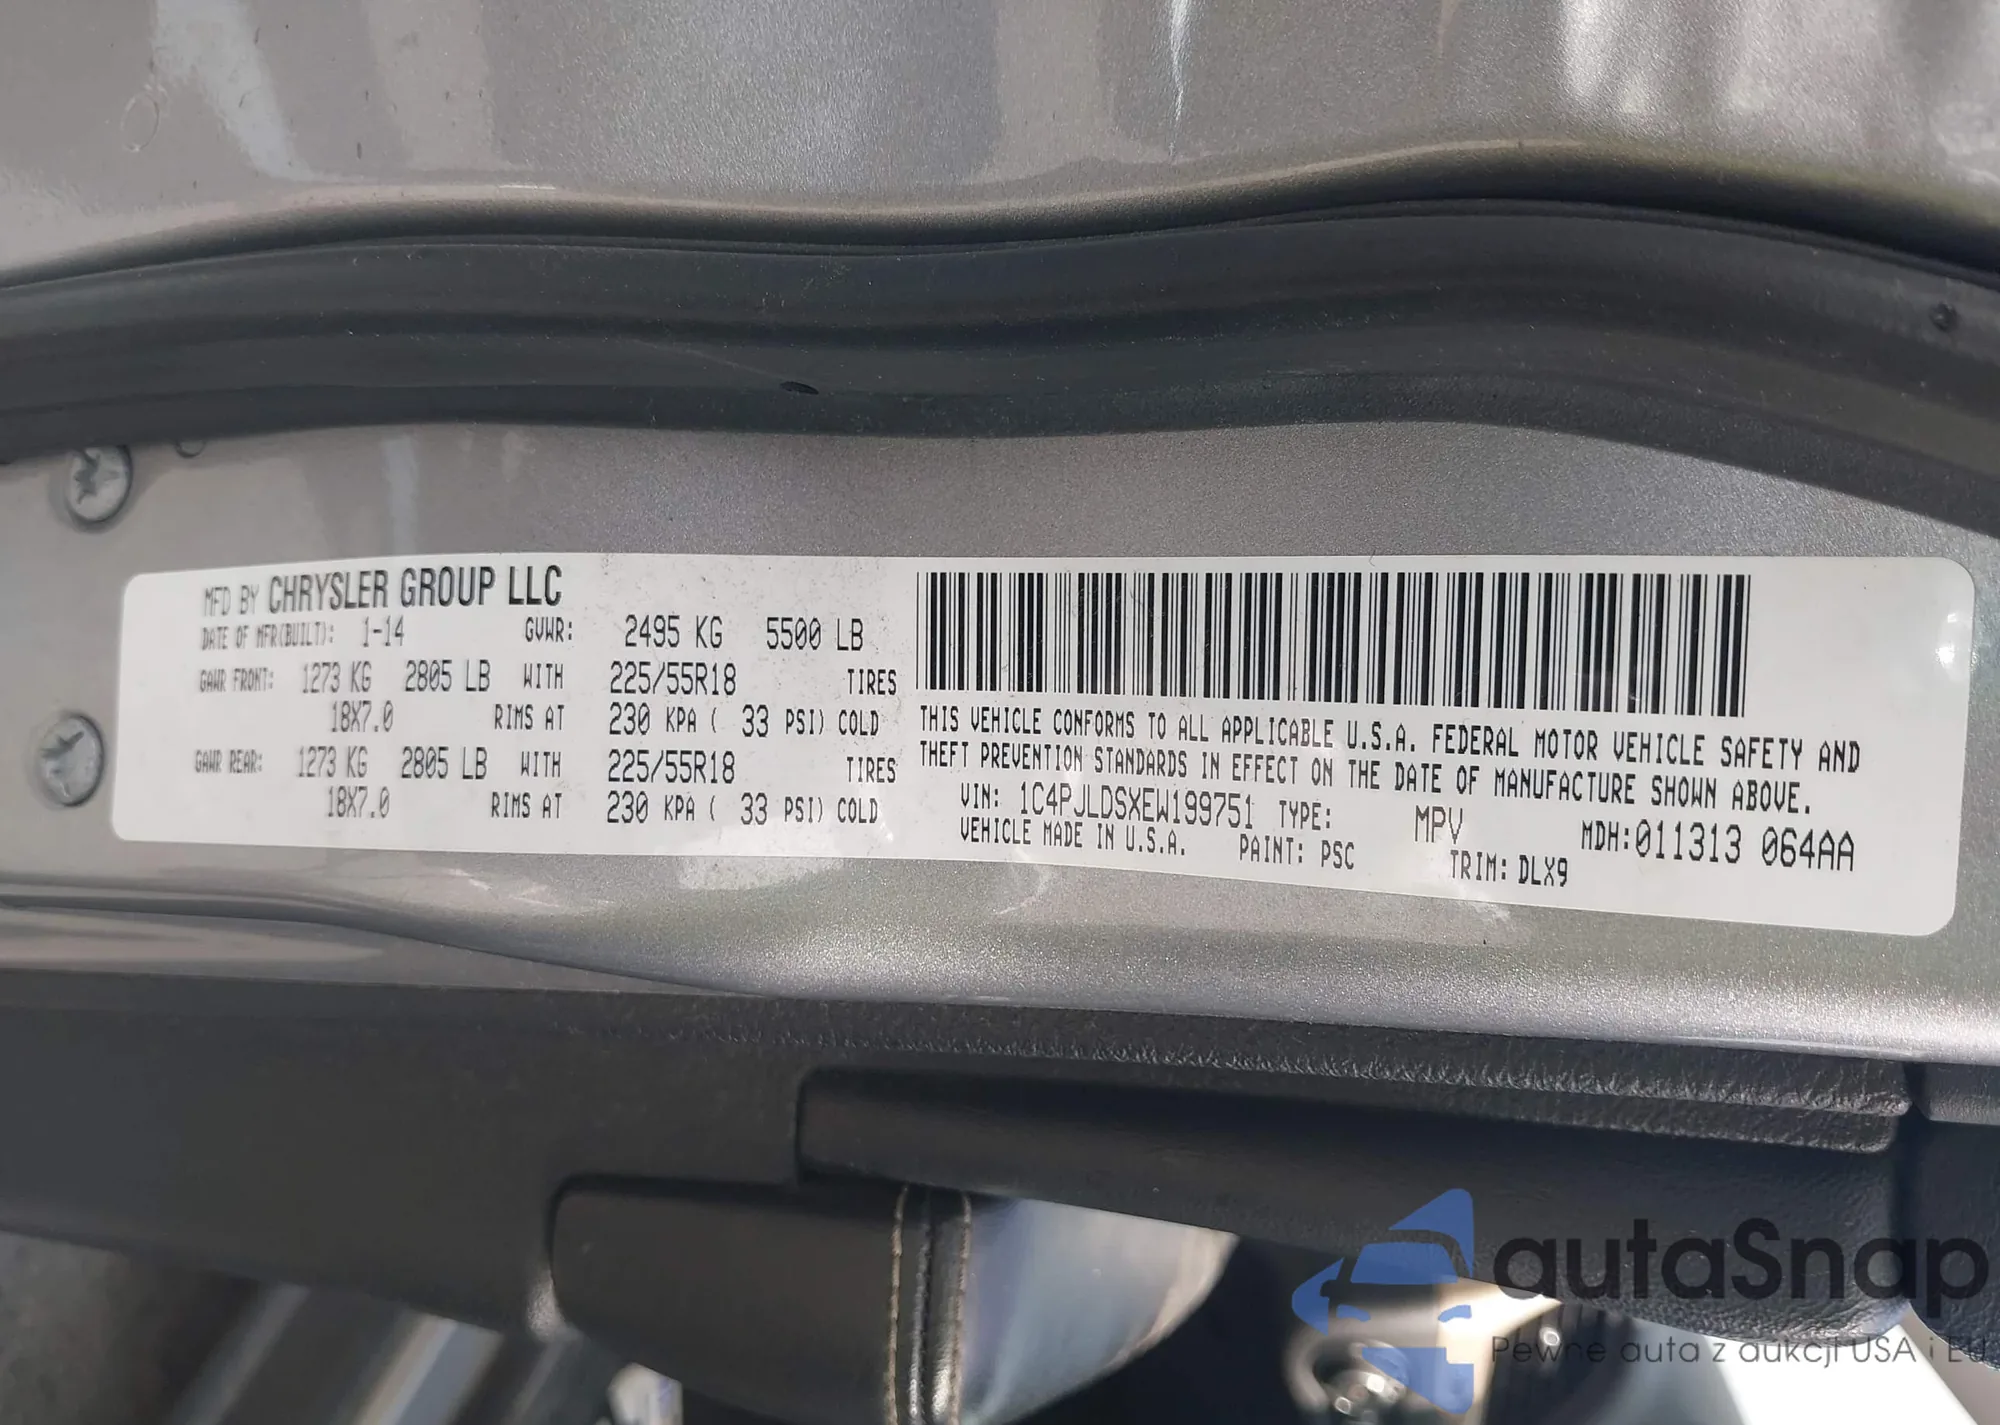 MFD BY CHRYSLER GROUP LLC
DATE OF MFR(BUILT): 1-14 GVWR: 2495 KG 5500 LB
GAWR FRONT: 1273 KG 2805 LB WITH 225/55R18 TIRES
18X7.0 RIMS AT 230 KPA ( 33 PSI) COLD
GAWR REAR: 1273 KG 2805 LB WITH 225/55R18 TIRES
18X7.0 RIMS AT 230 KPA ( 33 PSI) COLD
THIS VEHICLE CONFORMS TO ALL APPLICABLE U.S.A. FEDERAL MOTOR VEHICLE SAFETY AND
THEFT PREVENTION STANDARDS IN EFFECT ON THE DATE OF MANUFACTURE SHOWN ABOVE.
VIN: 1C4PJLDSXEW199751 TYPE: MPV MDH:011313 064AA
VEHICLE MADE IN U.S.A. PAINT: PSC TRIM: DLX9
autaSnap
Pewne auta z aukcji USA i EU